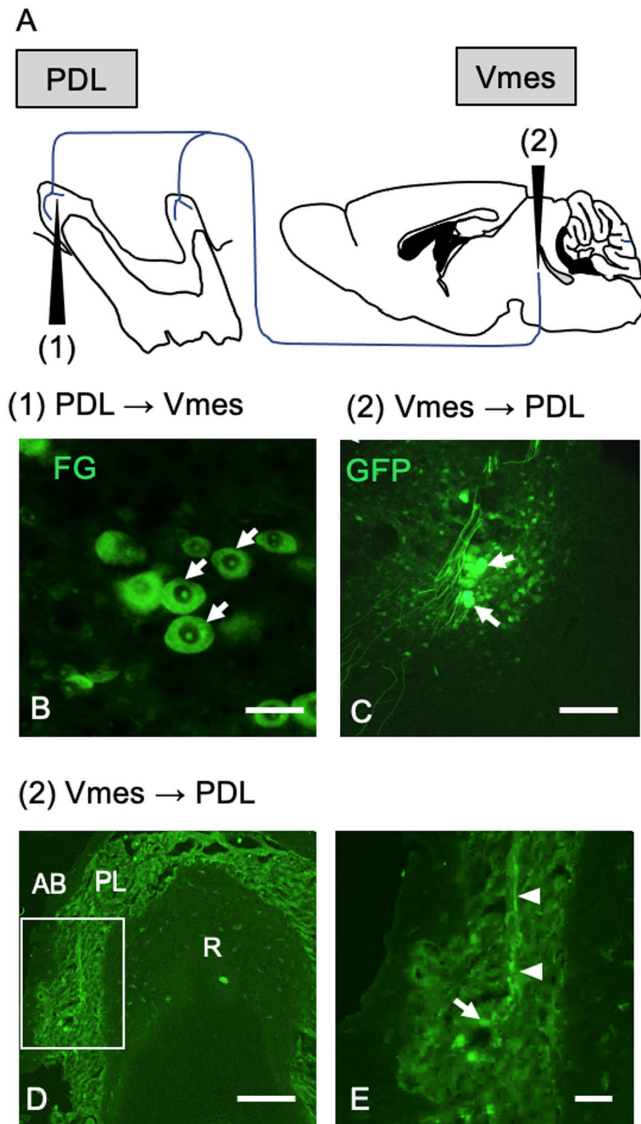 A
PDL
Vmes
(2)
(1)
(1) PDL → Vmes
(2) Vmes → PDL
FG
GFP
B
C
(2) Vmes → PDL
AB
PL
R
D
E